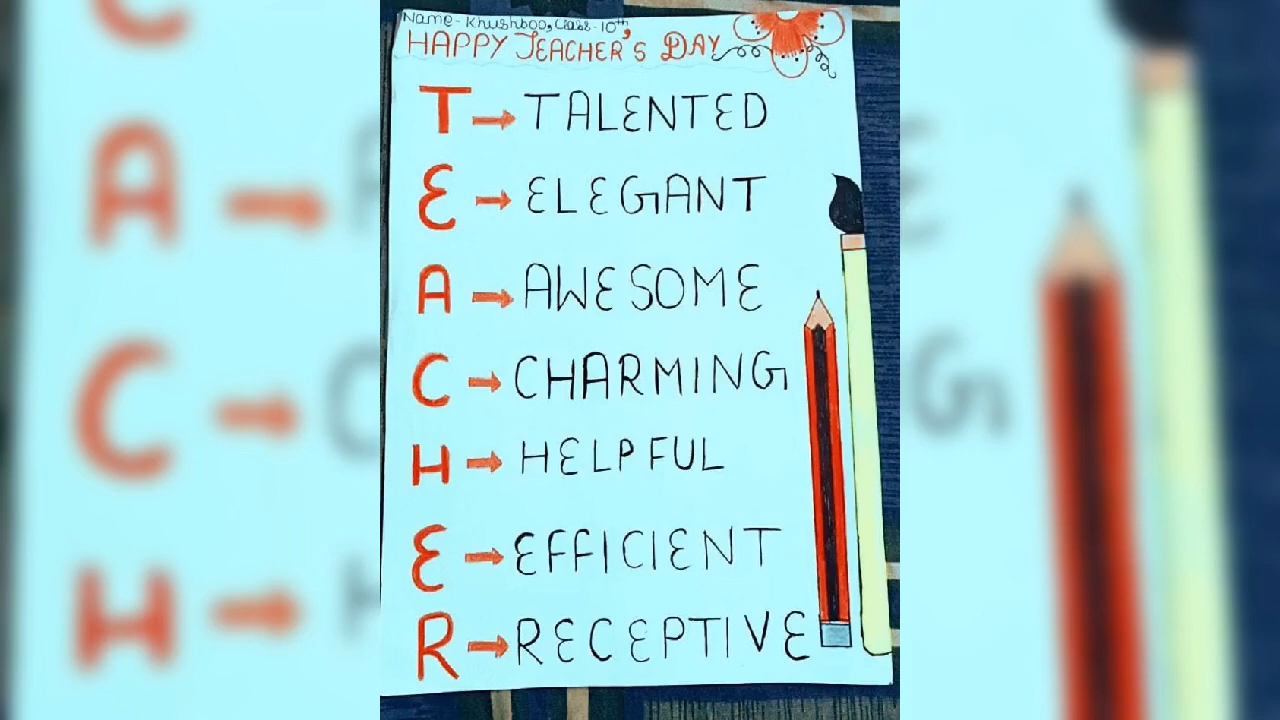 Name - Khushboo, Class - 10th
HAPPY TEACHER'S DAY
T → TALENTED
E → ELEGANT
A → AWESOME
C → CHARMING
H → HELPFUL
E → EFFICIENT
R → RECEPTIVE